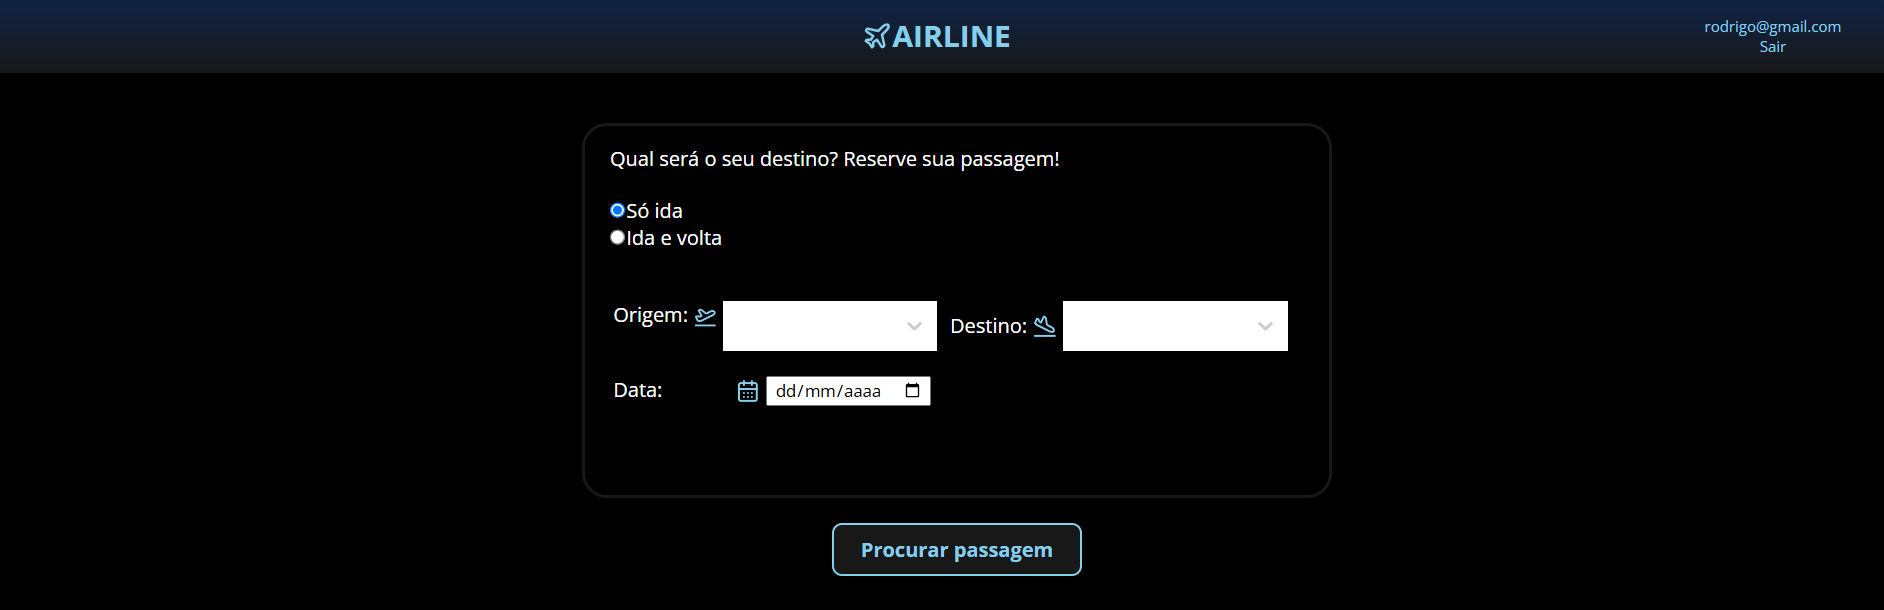 AIRLINE
rodrigo@gmail.com
Sair
Qual será o seu destino? Reserve sua passagem!
Só ida
Ida e volta
Origem:
Destino:
Data:
dd/mm/aaaa
Procurar passagem